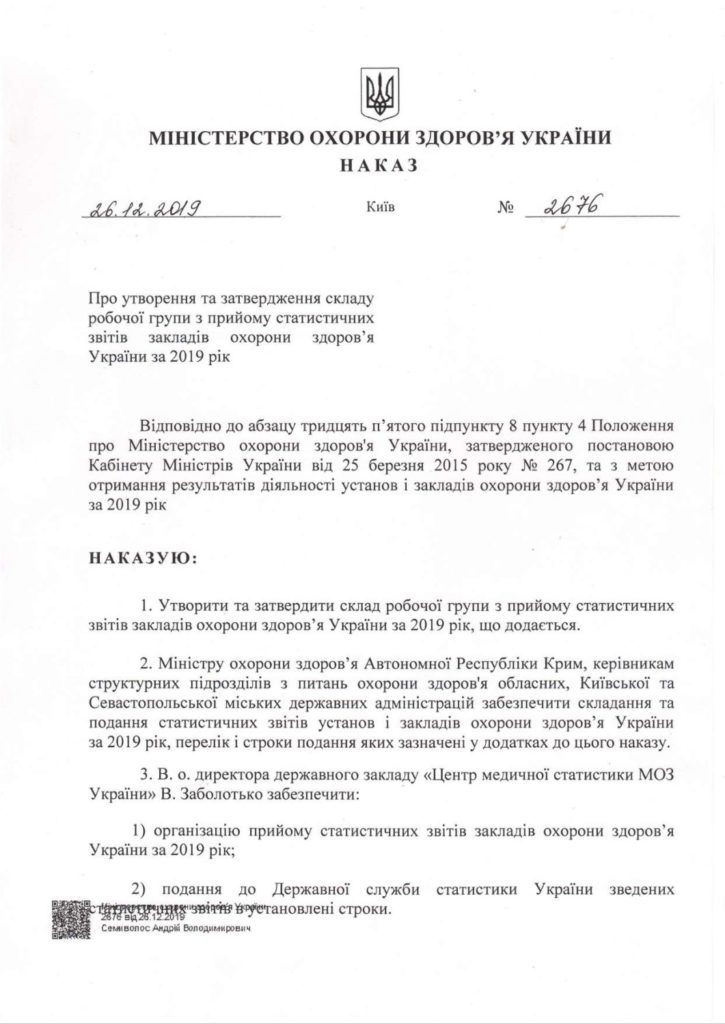 МІНІСТЕРСТВО ОХОРОНИ ЗДОРОВ’Я УКРАЇНИ
НАКАЗ
26.12.2019 Київ № 2676
Про утворення та затвердження складу
робочої групи з прийому статистичних
звітів закладів охорони здоров’я
України за 2019 рік
Відповідно до абзацу тридцять п’ятого підпункту 8 пункту 4 Положення
про Міністерство охорони здоров'я України, затвердженого постановою
Кабінету Міністрів України від 25 березня 2015 року № 267, та з метою
отримання результатів діяльності установ і закладів охорони здоров’я України
за 2019 рік
НАКАЗУЮ:
1. Утворити та затвердити склад робочої групи з прийому статистичних
звітів закладів охорони здоров’я України за 2019 рік, що додається.
2. Міністру охорони здоров’я Автономної Республіки Крим, керівникам
структурних підрозділів з питань охорони здоров'я обласних, Київської та
Севастопольської міських державних адміністрацій забезпечити складання та
подання статистичних звітів установ і закладів охорони здоров’я України
за 2019 рік, перелік і строки подання яких зазначені у додатках до цього наказу.
3. В. о. директора державного закладу «Центр медичної статистики МОЗ
України» В. Заболотько забезпечити:
1) організацію прийому статистичних звітів закладів охорони здоров’я
України за 2019 рік;
2) подання до Державної служби статистики України зведених
статистичних звітів в установлені строки.
Міністерство охорони здоров'я України
2676 від 26.12.2019
Семиволос Андрій Володимирович